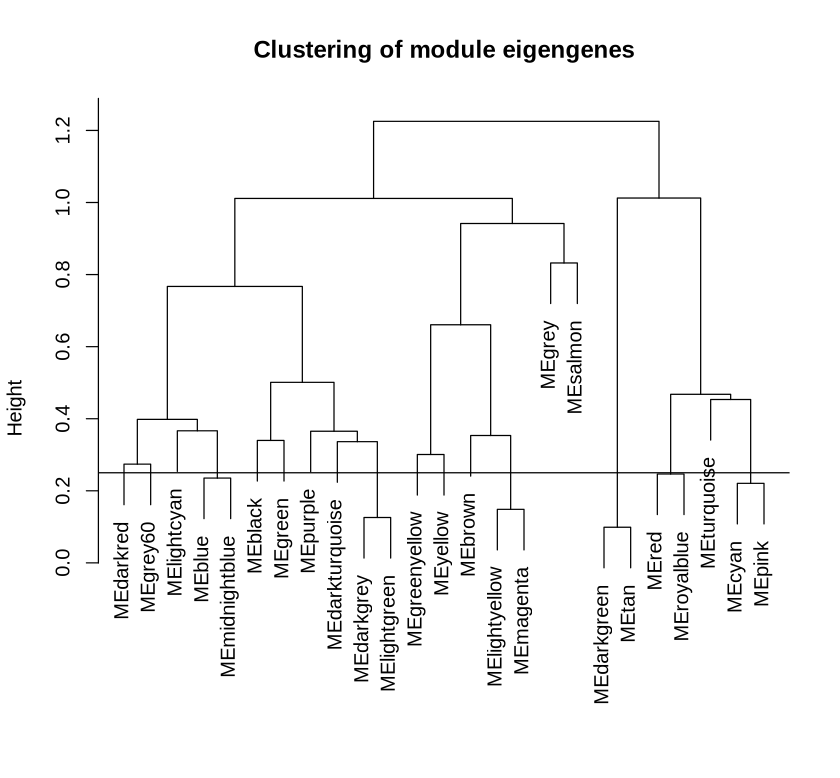 Clustering of module eigengenes
Height
1.2
1.0
0.8
0.6
0.4
0.2
0.0
MEdarkred
MEgrey60
MElightcyan
MEblue
MEmidnightblue
MEblack
MEgreen
MEpurple
MEdarkturquoise
MEdarkgrey
MElightgreen
MEgreenyellow
MEyellow
MEbrown
MElightyellow
MEmagenta
MEgrey
MEsalmon
MEdarkgreen
MEtan
MEred
MEroyalblue
MEturquoise
MEcyan
MEpink